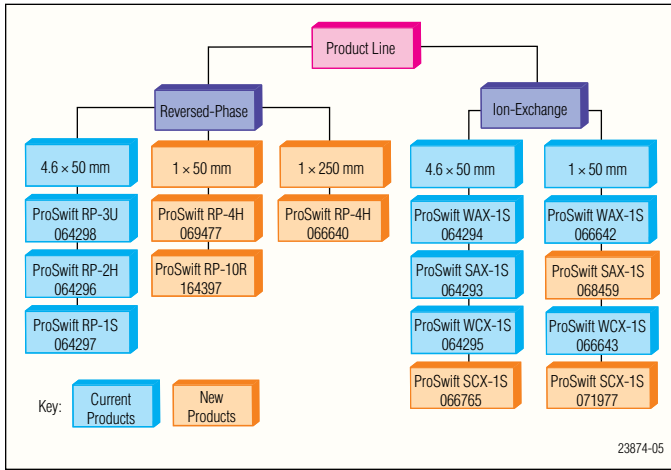 Product Line
Reversed-Phase
Ion-Exchange
4.6 × 50 mm
1 × 50 mm
1 × 250 mm
4.6 × 50 mm
1 × 50 mm
ProSwift RP-3U
064298
ProSwift RP-4H
069477
ProSwift RP-4H
066640
ProSwift WAX-1S
064294
ProSwift WAX-1S
066642
ProSwift RP-2H
064296
ProSwift RP-10R
164397
ProSwift SAX-1S
064293
ProSwift SAX-1S
068459
ProSwift RP-1S
064297
ProSwift WCX-1S
064295
ProSwift WCX-1S
066643
ProSwift SCX-1S
066765
ProSwift SCX-1S
071977
Key:
Current
Products
New
Products
23874-05